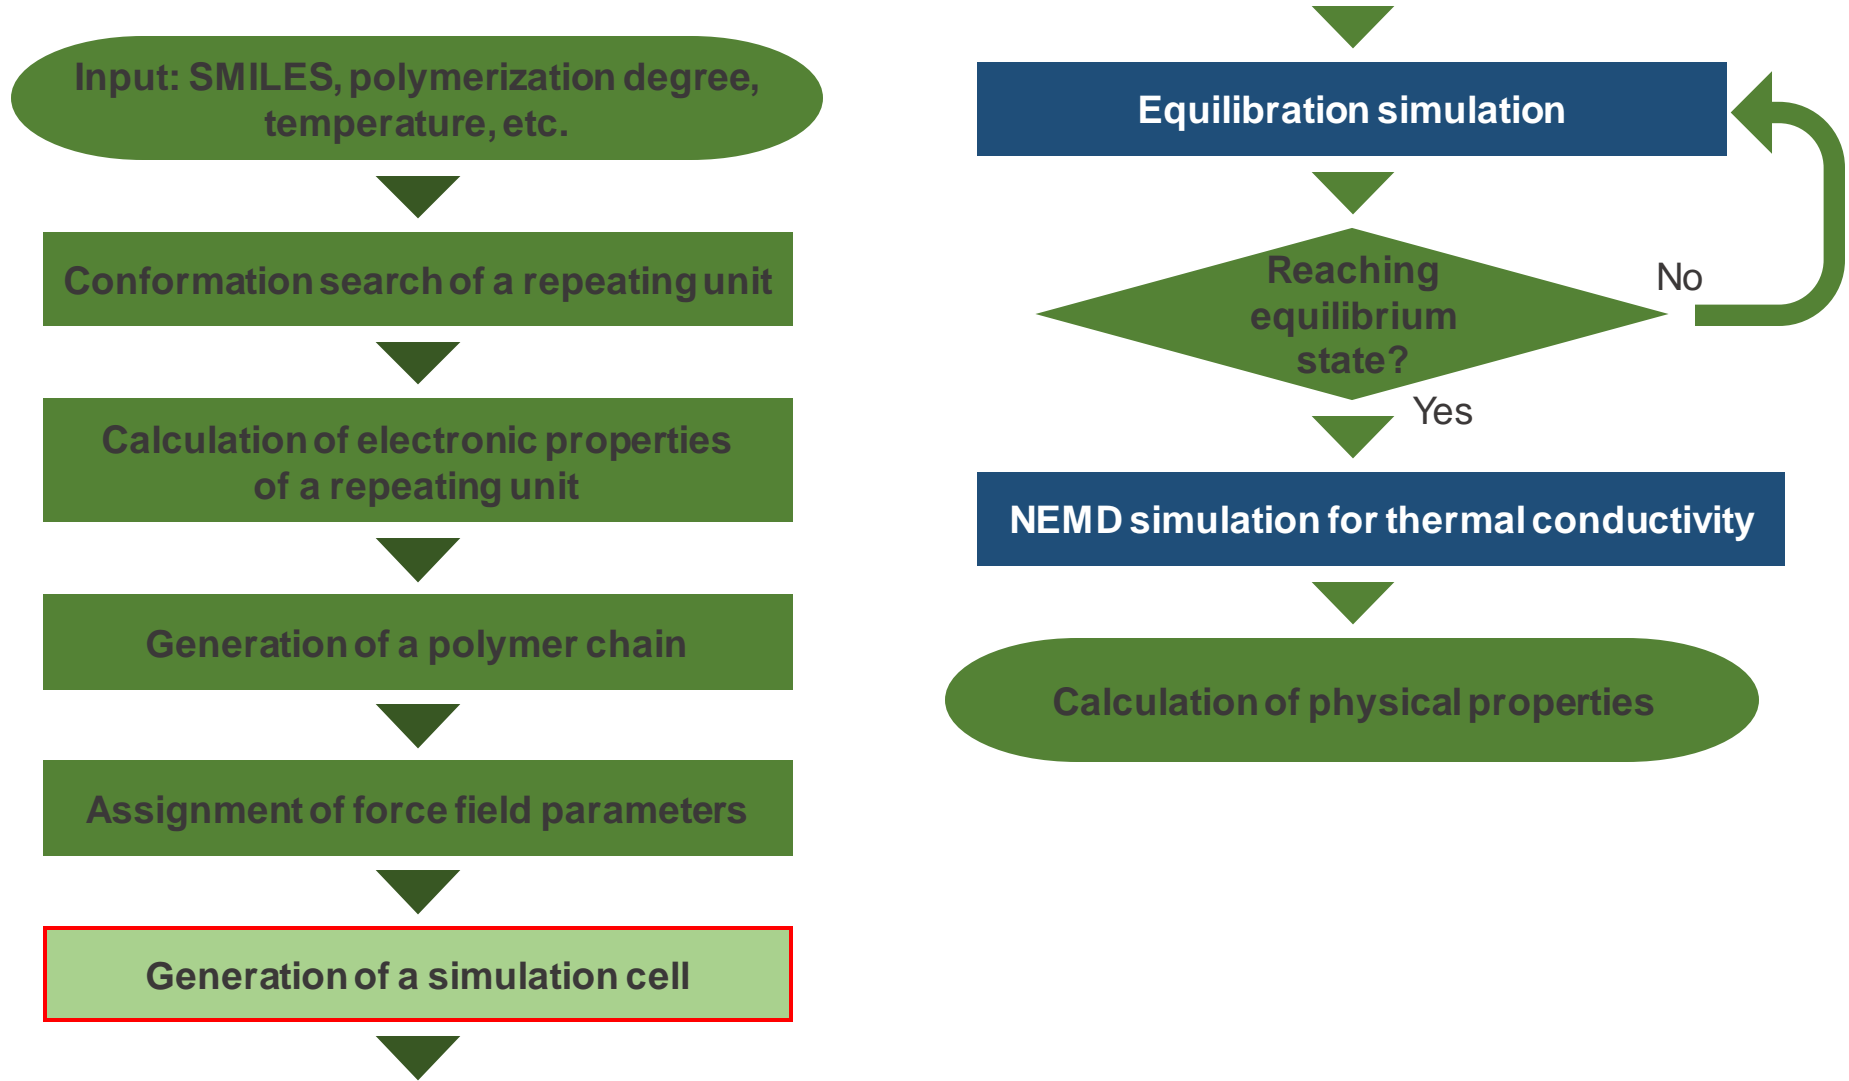 Input: SMILES, polymerization degree,
temperature, etc.
Conformation search of a repeating unit
Calculation of electronic properties
of a repeating unit
Generation of a polymer chain
Assignment of force field parameters
Generation of a simulation cell
Equilibration simulation
Reaching
equilibrium
state?
No
Yes
NEMD simulation for thermal conductivity
Calculation of physical properties